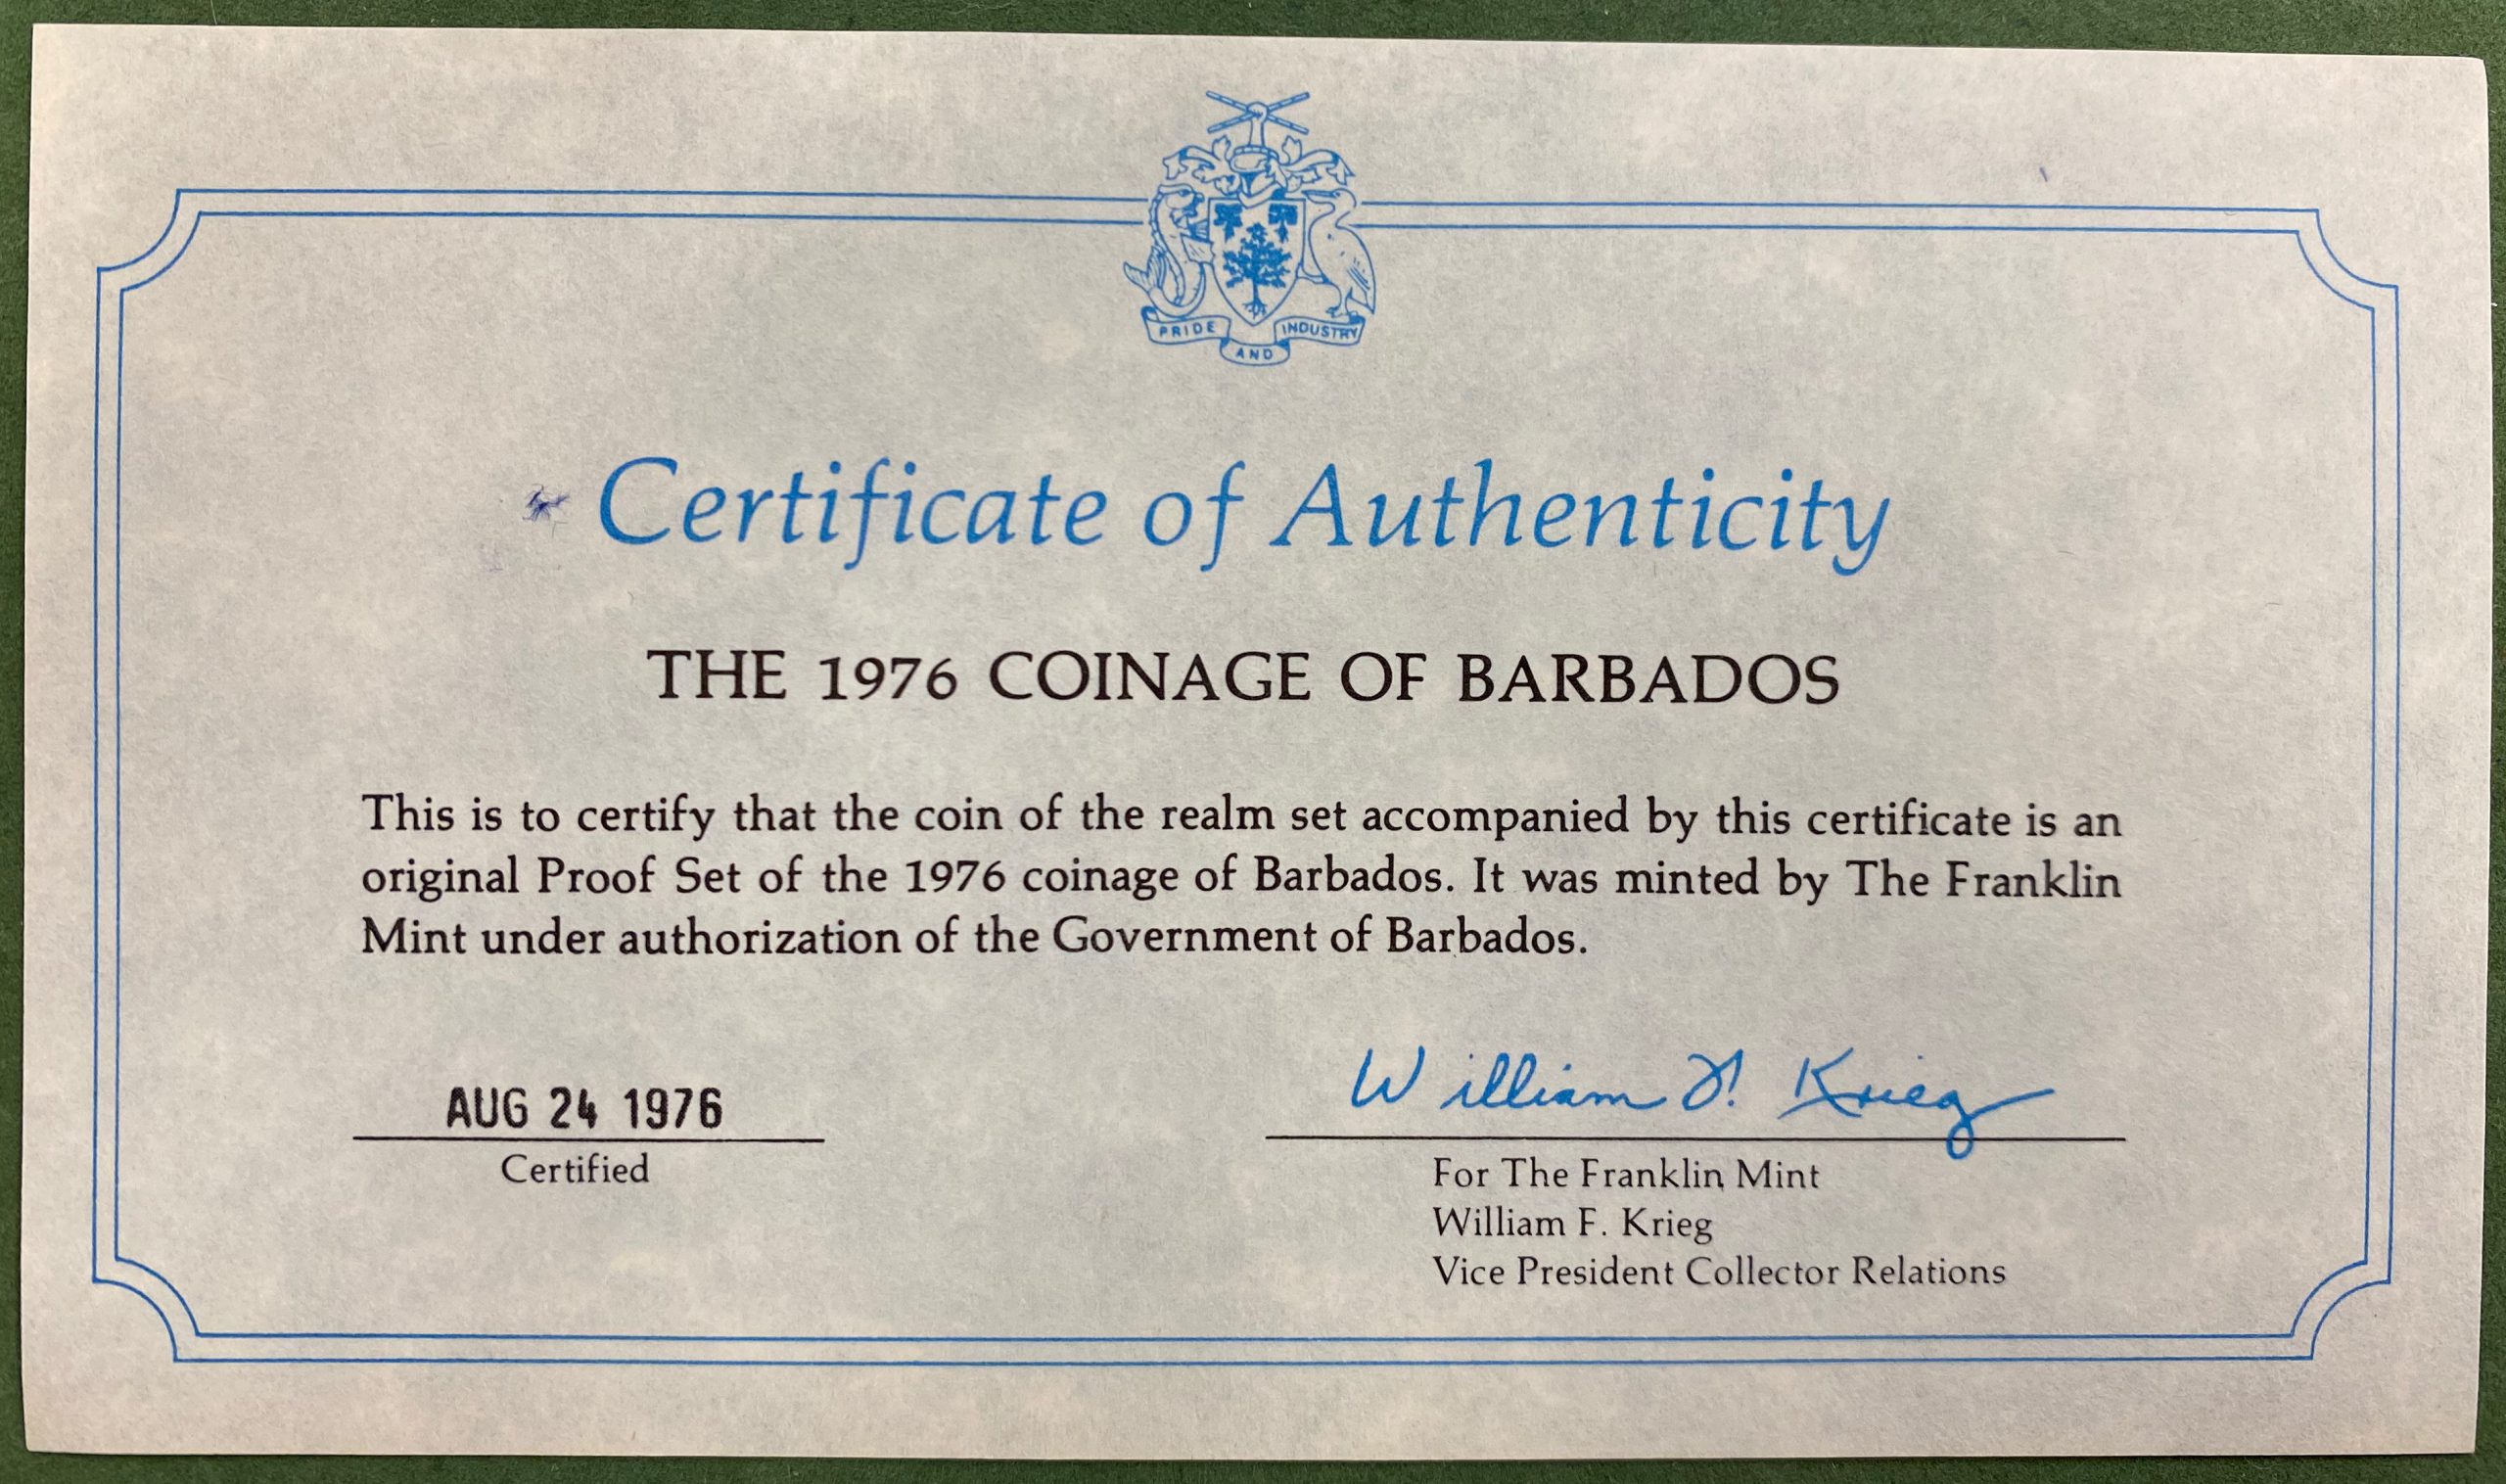 PRIDE AND INDUSTRY
Certificate of Authenticity
THE 1976 COINAGE OF BARBADOS
This is to certify that the coin of the realm set accompanied by this certificate is an
original Proof Set of the 1976 coinage of Barbados. It was minted by The Franklin
Mint under authorization of the Government of Barbados.
AUG 24 1976
Certified
William F. Krieg
For The Franklin Mint
William F. Krieg
Vice President Collector Relations